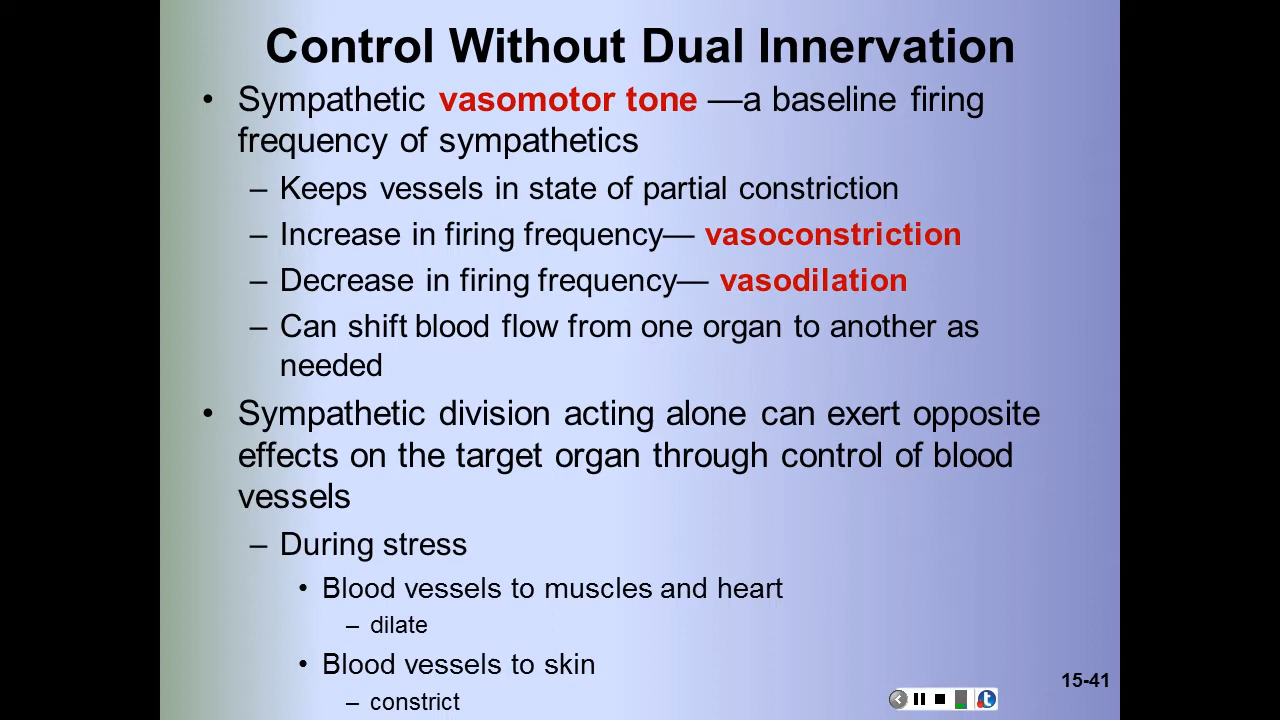 Control Without Dual Innervation
• Sympathetic vasomotor tone —a baseline firing
frequency of sympathetics
– Keeps vessels in state of partial constriction
– Increase in firing frequency— vasoconstriction
– Decrease in firing frequency— vasodilation
– Can shift blood flow from one organ to another as
needed
• Sympathetic division acting alone can exert opposite
effects on the target organ through control of blood
vessels
– During stress
• Blood vessels to muscles and heart
– dilate
• Blood vessels to skin
– constrict
15-41
t